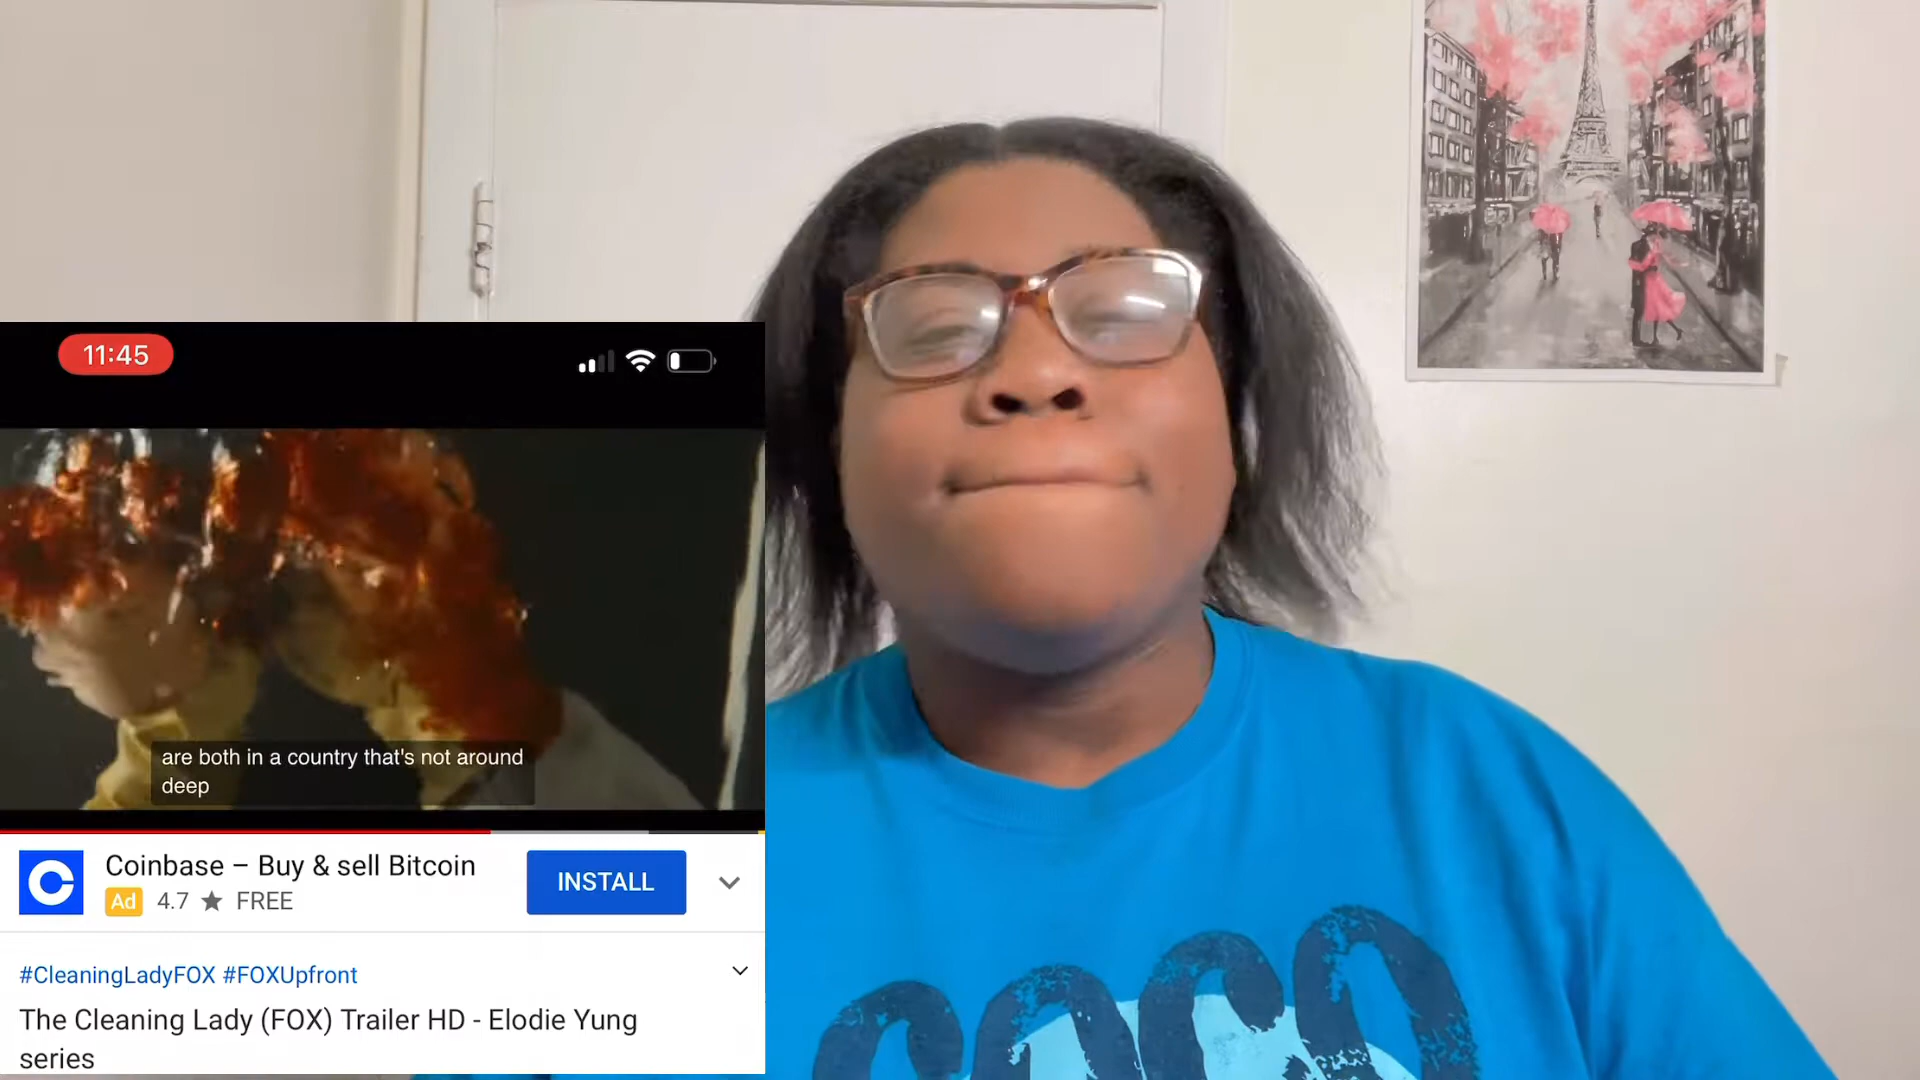 11:45
are both in a country that's not around
deep
Coinbase – Buy & sell Bitcoin
INSTALL
Ad 4.7 ★ FREE
#CleaningLadyFOX #FOXUpfront
The Cleaning Lady (FOX) Trailer HD - Elodie Yung
series
COCO